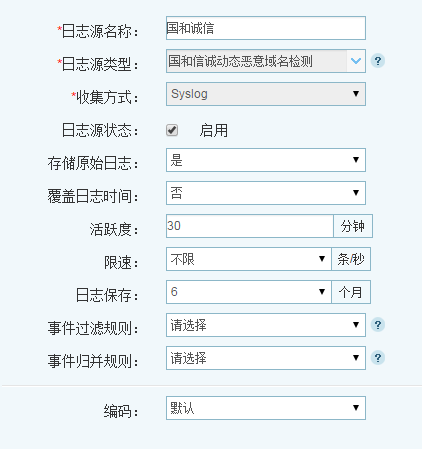 *日志源名称： 国和诚信
*日志源类型： 国和信诚动态恶意域名检测 ?
*收集方式： Syslog
日志源状态： 启用
存储原始日志： 是
覆盖日志时间： 否
活跃度： 30 分钟
限速： 不限 条/秒
日志保存： 6 个月
事件过滤规则： 请选择 ?
事件归并规则： 请选择 ?
编码： 默认